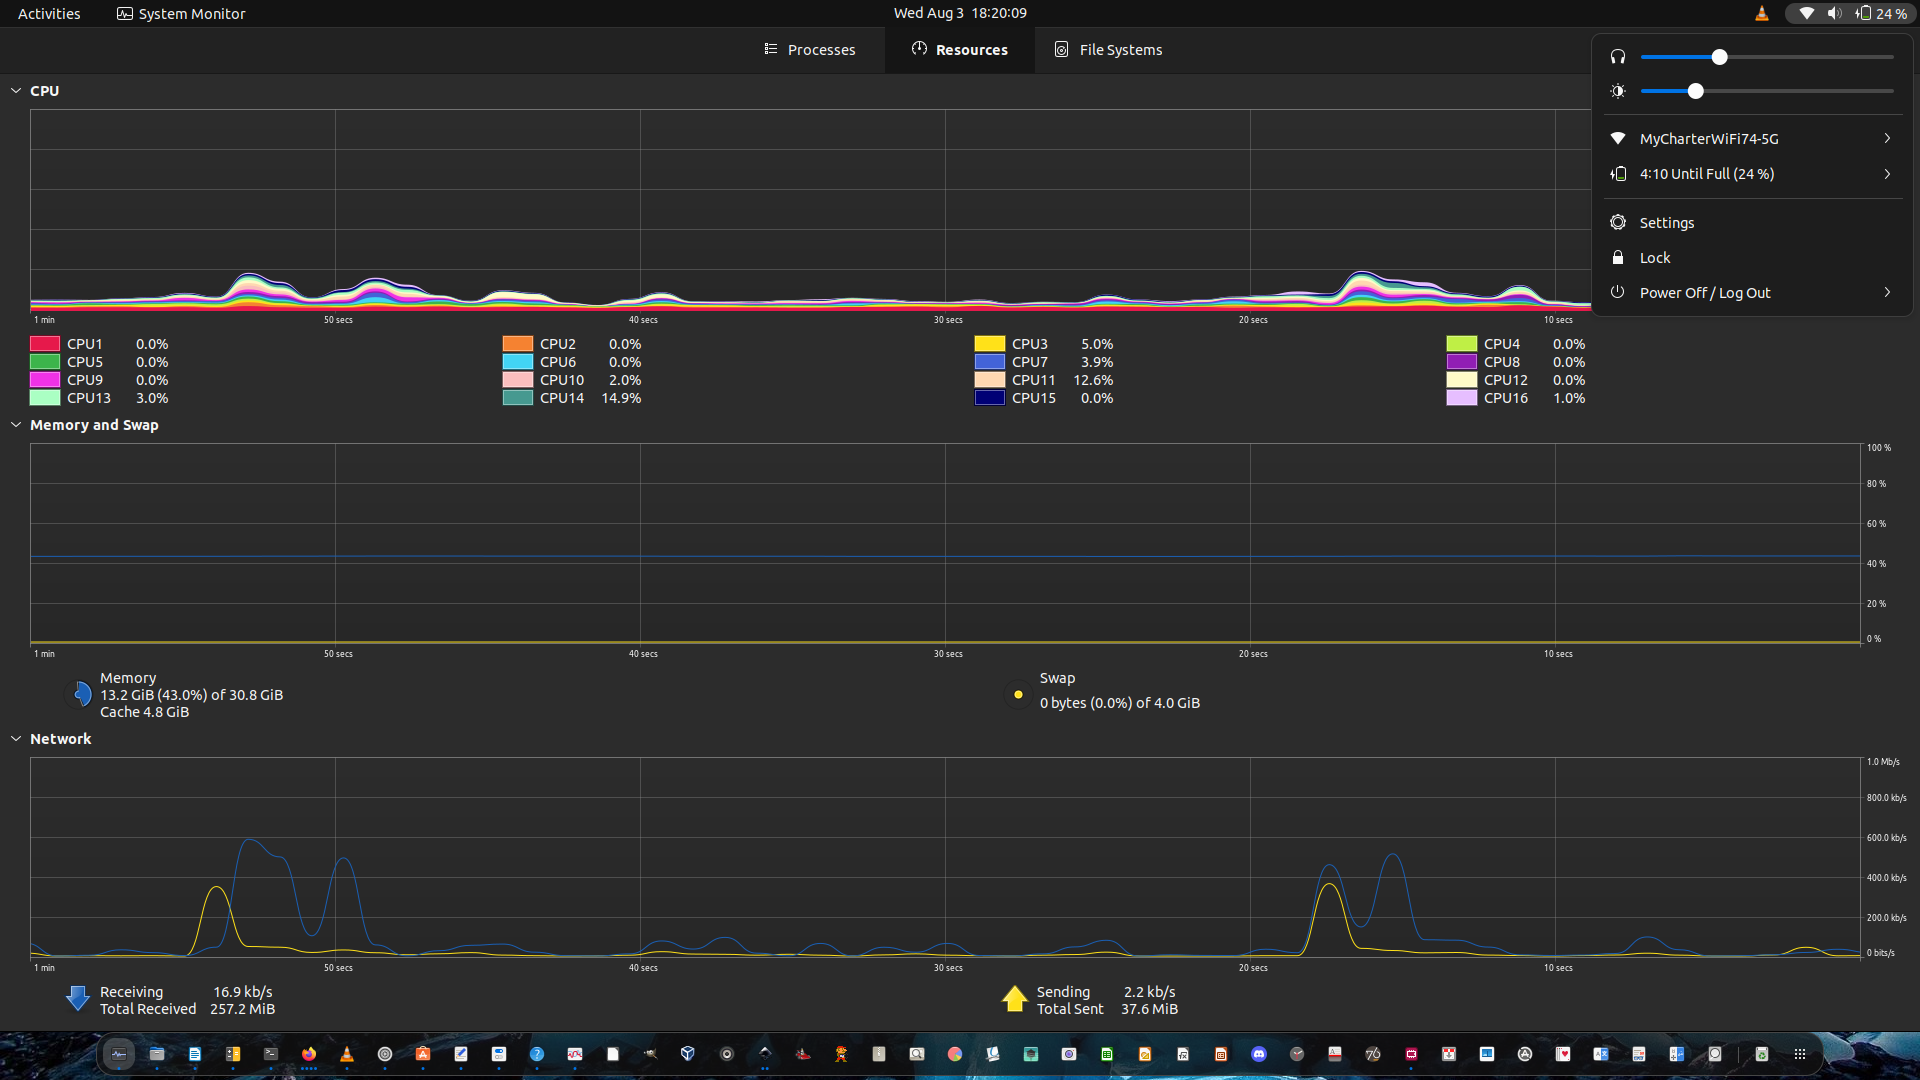 Activities System Monitor Wed Aug 3 18:20:09 24 %
Processes Resources File Systems
CPU
1 min 50 secs 40 secs 30 secs 20 secs 10 secs
CPU1 0.0% CPU2 0.0% CPU3 5.0% CPU4 0.0%
CPU5 0.0% CPU6 0.0% CPU7 3.9% CPU8 0.0%
CPU9 0.0% CPU10 2.0% CPU11 12.6% CPU12 0.0%
CPU13 3.0% CPU14 14.9% CPU15 0.0% CPU16 1.0%
MyCharterWiFi74-5G
4:10 Until Full (24 %)
Settings
Lock
Power Off / Log Out
Memory and Swap
100 %
80 %
60 %
40 %
20 %
0 %
1 min 50 secs 40 secs 30 secs 20 secs 10 secs
Memory
13.2 GiB (43.0%) of 30.8 GiB
Cache 4.8 GiB
Swap
0 bytes (0.0%) of 4.0 GiB
Network
1.0 Mb/s
800.0 kb/s
600.0 kb/s
400.0 kb/s
200.0 kb/s
0 bits/s
1 min 50 secs 40 secs 30 secs 20 secs 10 secs
Receiving 16.9 kb/s
Total Received 257.2 MiB
Sending 2.2 kb/s
Total Sent 37.6 MiB